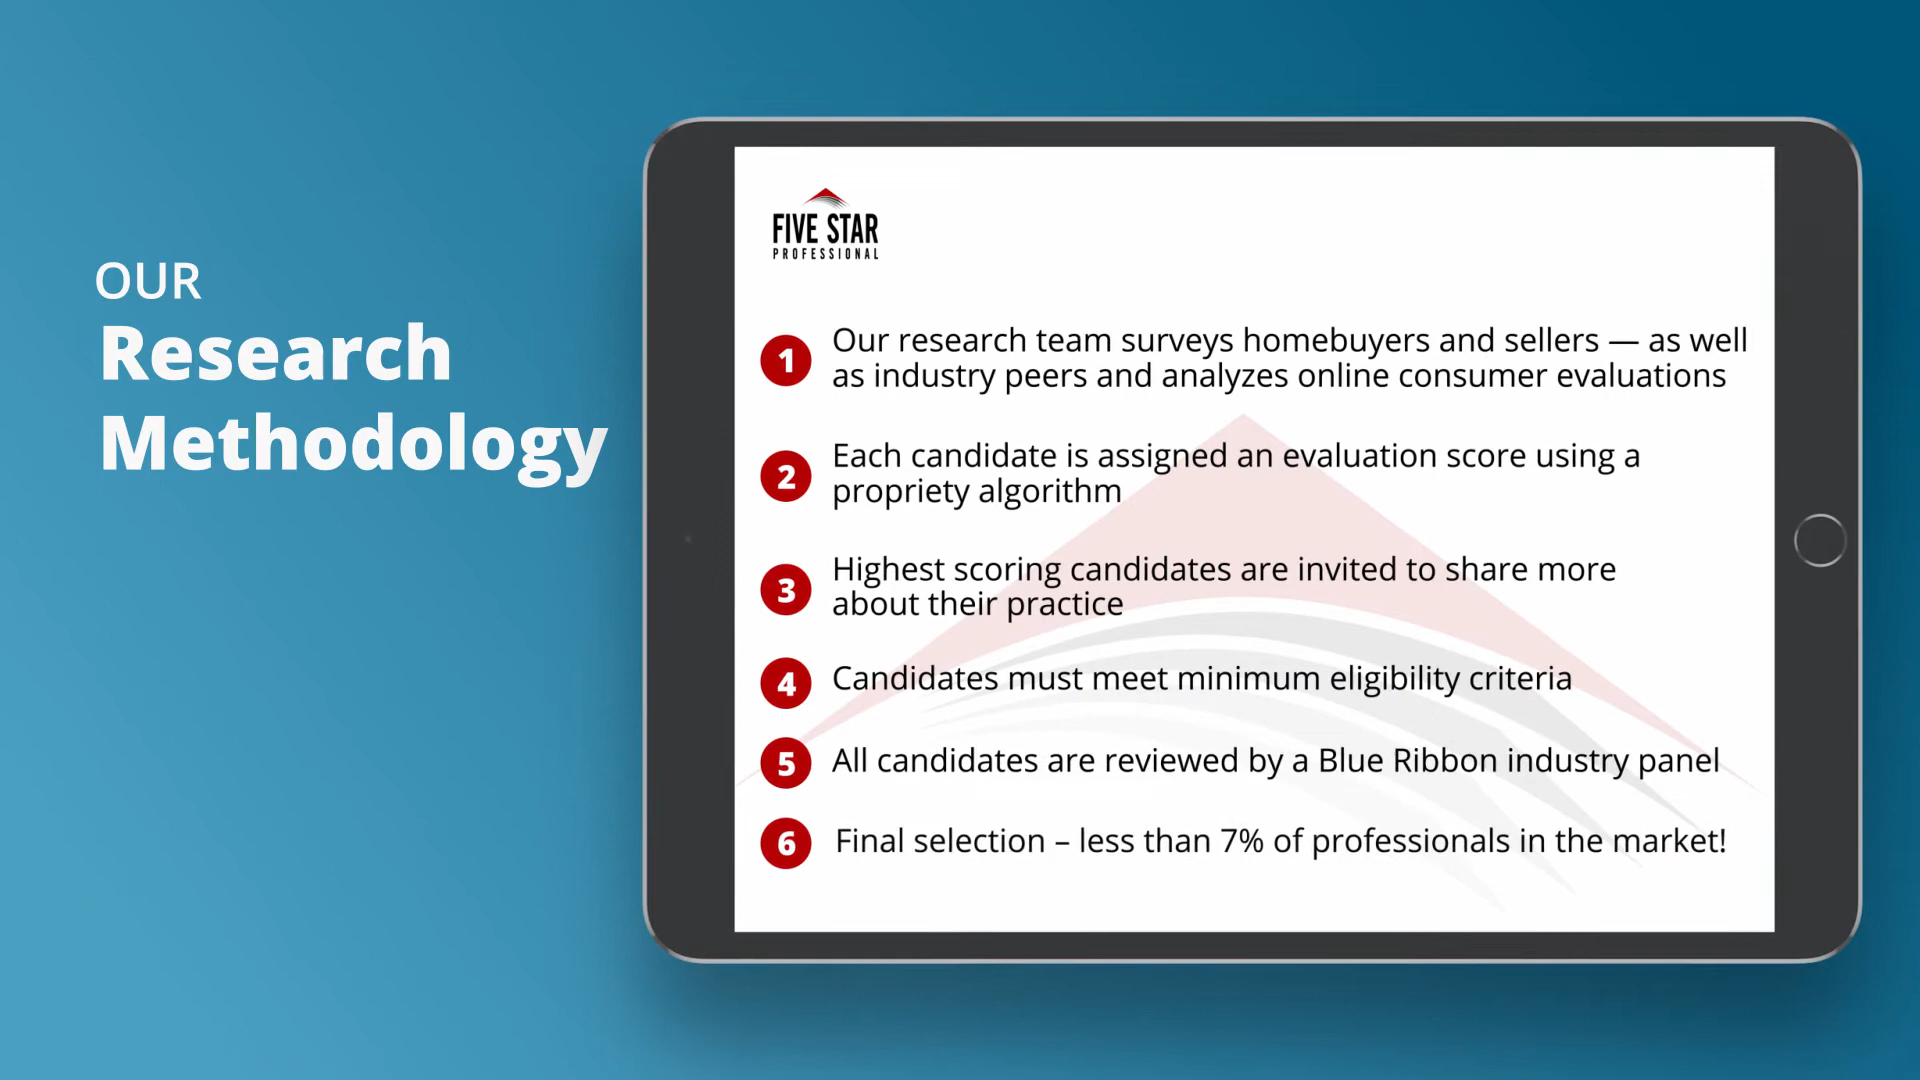 OUR
Research
Methodology
FIVE STAR
PROFESSIONAL
1 Our research team surveys homebuyers and sellers — as well
as industry peers and analyzes online consumer evaluations
2 Each candidate is assigned an evaluation score using a
propriety algorithm
3 Highest scoring candidates are invited to share more
about their practice
4 Candidates must meet minimum eligibility criteria
5 All candidates are reviewed by a Blue Ribbon industry panel
6 Final selection – less than 7% of professionals in the market!